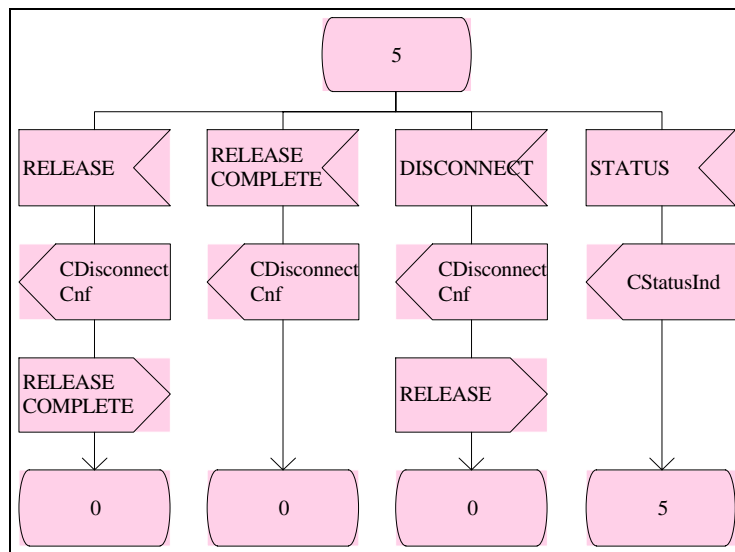 5
RELEASE
RELEASE
COMPLETE
DISCONNECT
STATUS
CDisconnect
Cnf
CDisconnect
Cnf
CDisconnect
Cnf
CStatusInd
RELEASE
COMPLETE
RELEASE
0
0
0
5